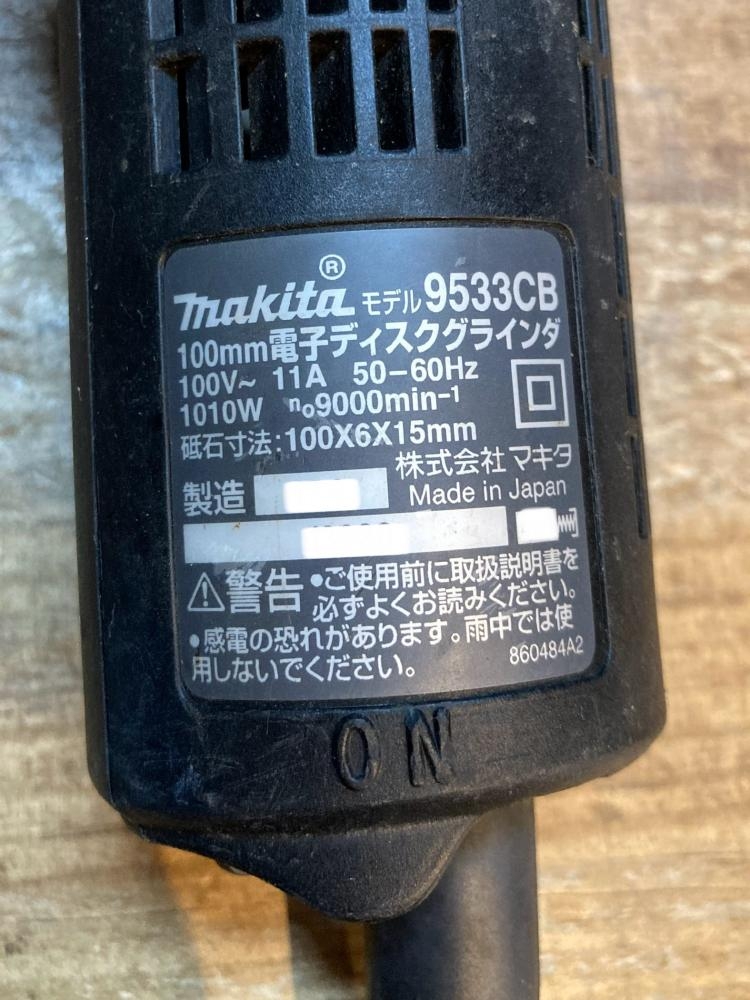 makita® モデル 9533CB
100mm電子ディスクグラインダ
100V~ 11A 50-60Hz
1010W n₀9000min⁻¹
砥石寸法:100X6X15mm
株式会社 マキタ
製造
Made in Japan
⚠警告 •ご使用前に取扱説明書を
必ずよくお読みください。
•感電の恐れがあります。雨中では使
用しないでください。
860484A2
ON